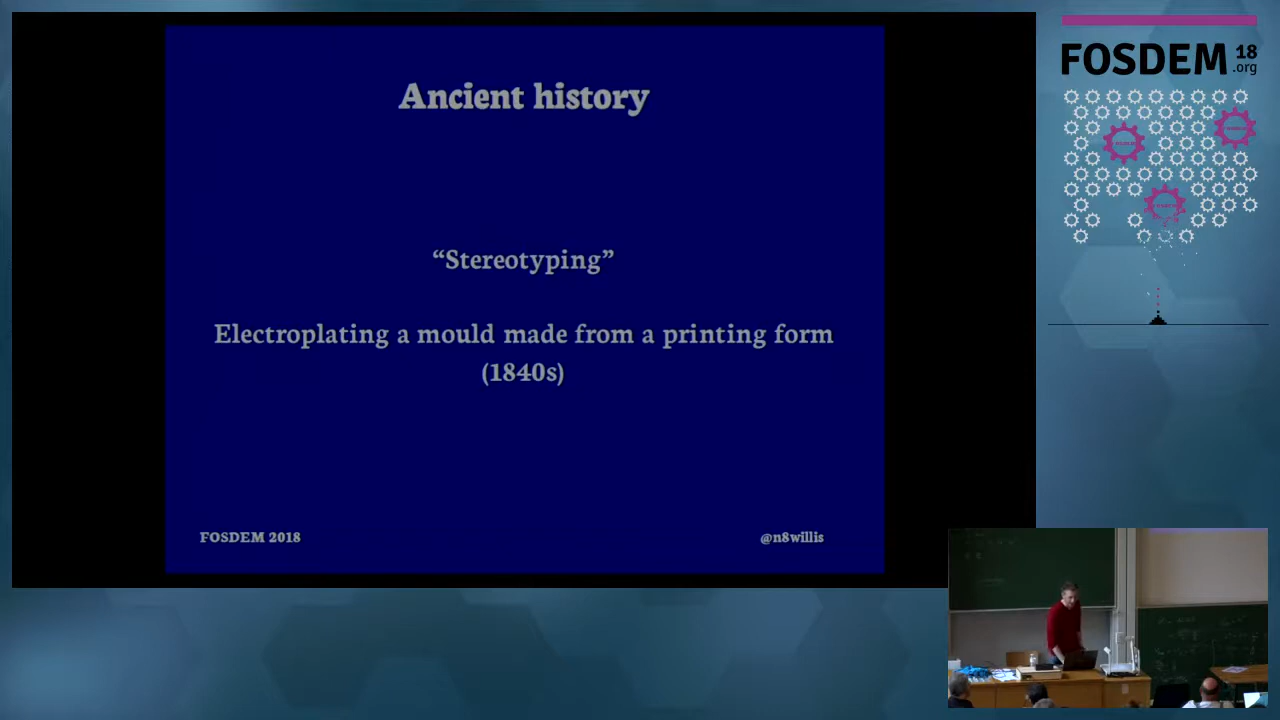 Ancient history
“Stereotyping”
Electroplating a mould made from a printing form
(1840s)
FOSDEM 2018
@n8willis
FOSDEM 18
.org